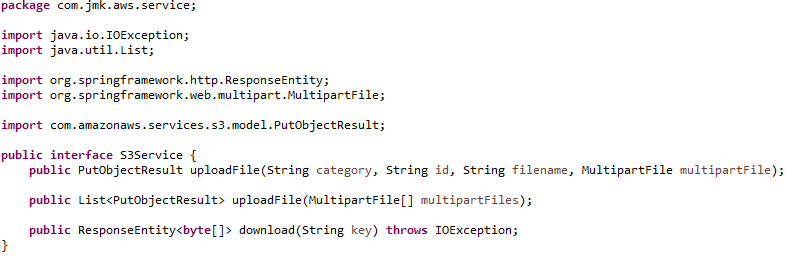 package com.jmk.aws.service;
import java.io.IOException;
import java.util.List;
import org.springframework.http.ResponseEntity;
import org.springframework.web.multipart.MultipartFile;
import com.amazonaws.services.s3.model.PutObjectResult;
public interface S3Service {
    public PutObjectResult uploadFile(String category, String id, String filename, MultipartFile multipartFile);
    public List<PutObjectResult> uploadFile(MultipartFile[] multipartFiles);
    public ResponseEntity<byte[]> download(String key) throws IOException;
}